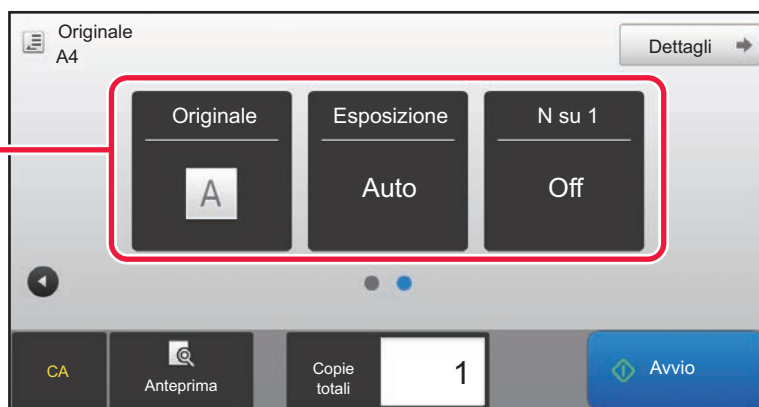 Originale
A4
Dettagli
Originale
Esposizione
N su 1
A
Auto
Off
CA
Anteprima
Copie
totali
1
Avvio